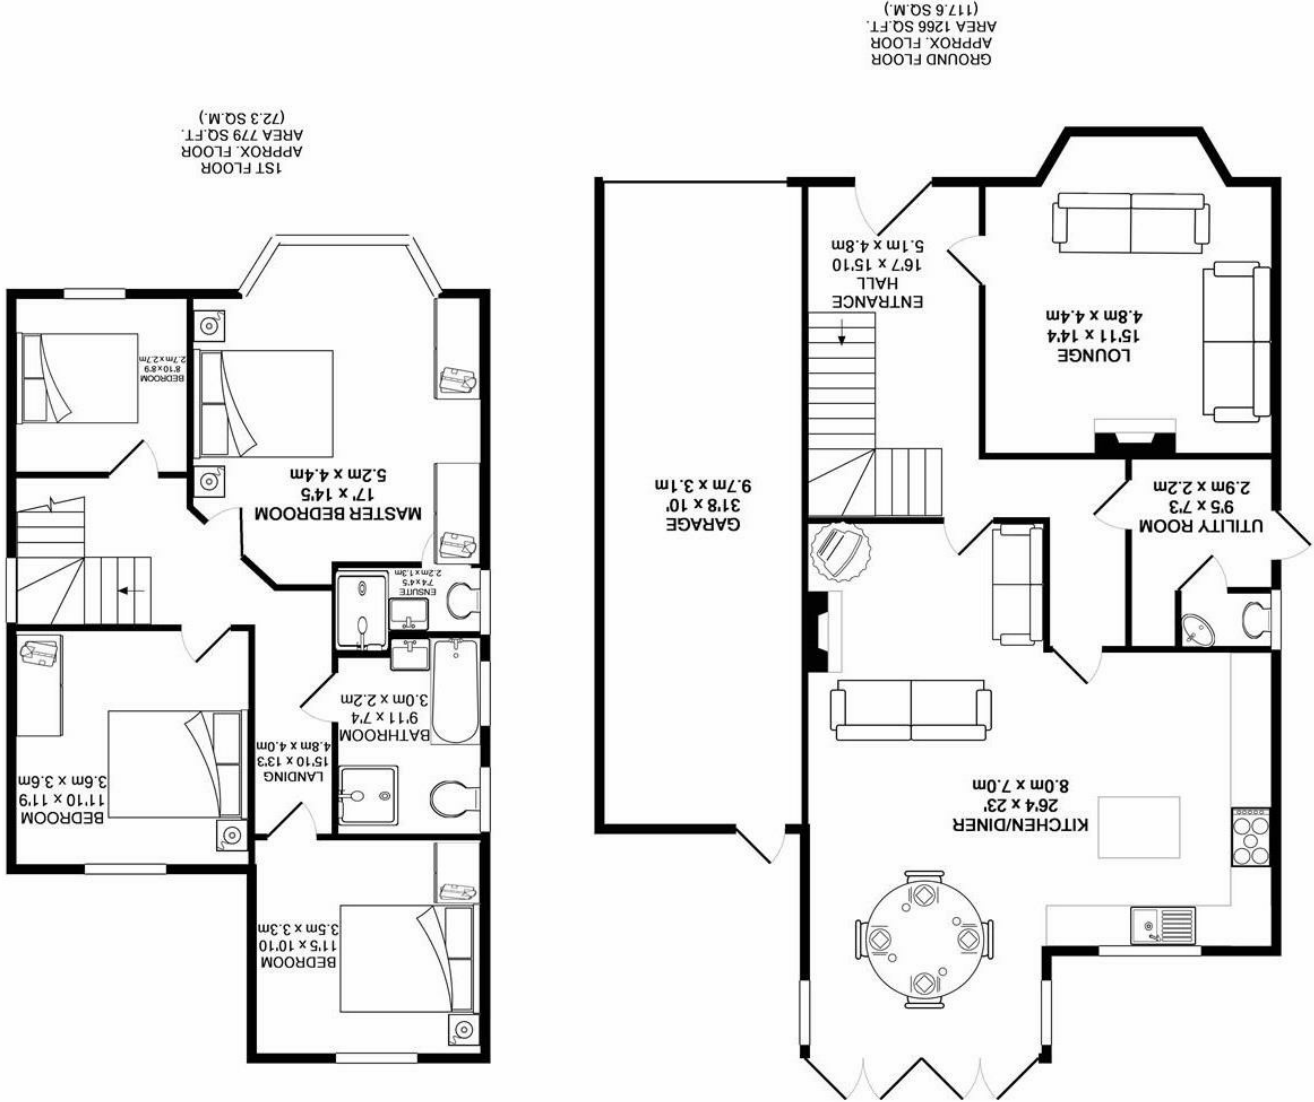 KITCHEN/DINER
26'4 x 23'
8.0m x 7.0m
UTILITY ROOM
9'5 x 7'3
2.9m x 2.2m
GARAGE
31'8 x 10'
9.7m x 3.1m
LOUNGE
15'11 x 14'4
4.8m x 4.4m
ENTRANCE
HALL
16'7 x 15'10
5.1m x 4.8m
GROUND FLOOR
APPROX. FLOOR
AREA 1266 SQ.FT.
(117.6 SQ.M.)
BEDROOM
11'5 x 10'10
3.5m x 3.3m
BEDROOM
11'10 x 11'9
3.6m x 3.6m
LANDING
15'10 x 13'3
4.8m x 4.0m
BATHROOM
9'11 x 7'4
3.0m x 2.2m
ENSUITE
7'4 x 4'5
2.2m x 1.3m
MASTER BEDROOM
17' x 14'5
5.2m x 4.4m
BEDROOM
8'10 x 8'9
2.7m x 2.7m
1ST FLOOR
APPROX. FLOOR
AREA 779 SQ.FT.
(72.3 SQ.M.)